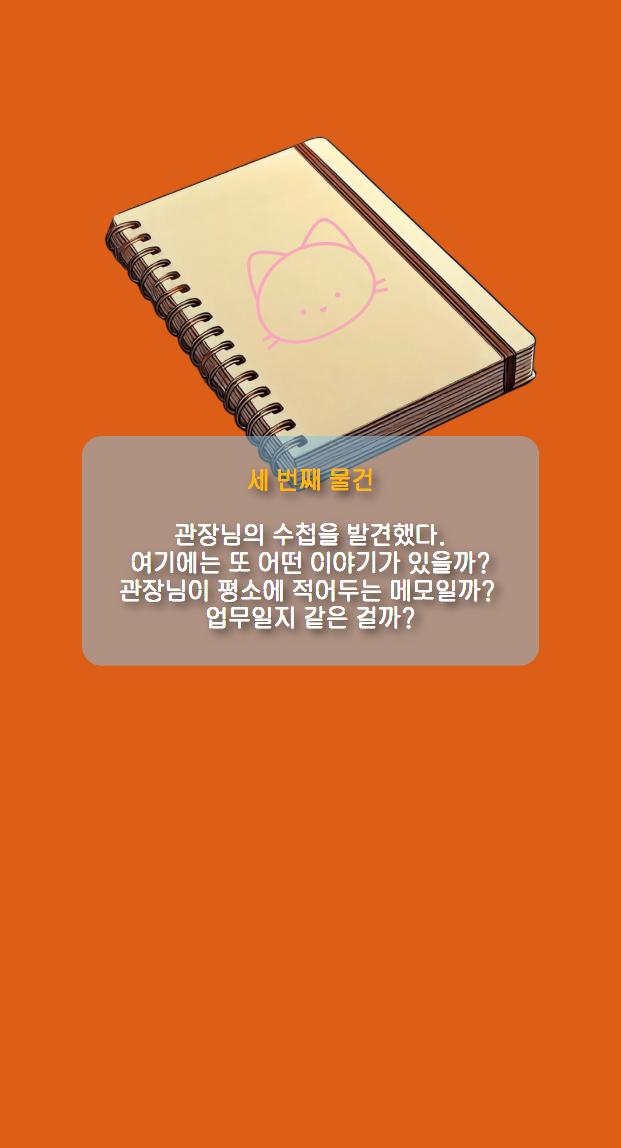 세 번째 물건
관장님의 수첩을 발견했다.
여기에는 또 어떤 이야기가 있을까?
관장님이 평소에 적어두는 메모일까?
업무일지 같은 걸까?